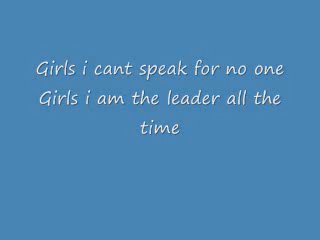 Girls i cant speak for no one
Girls i am the leader all the
time